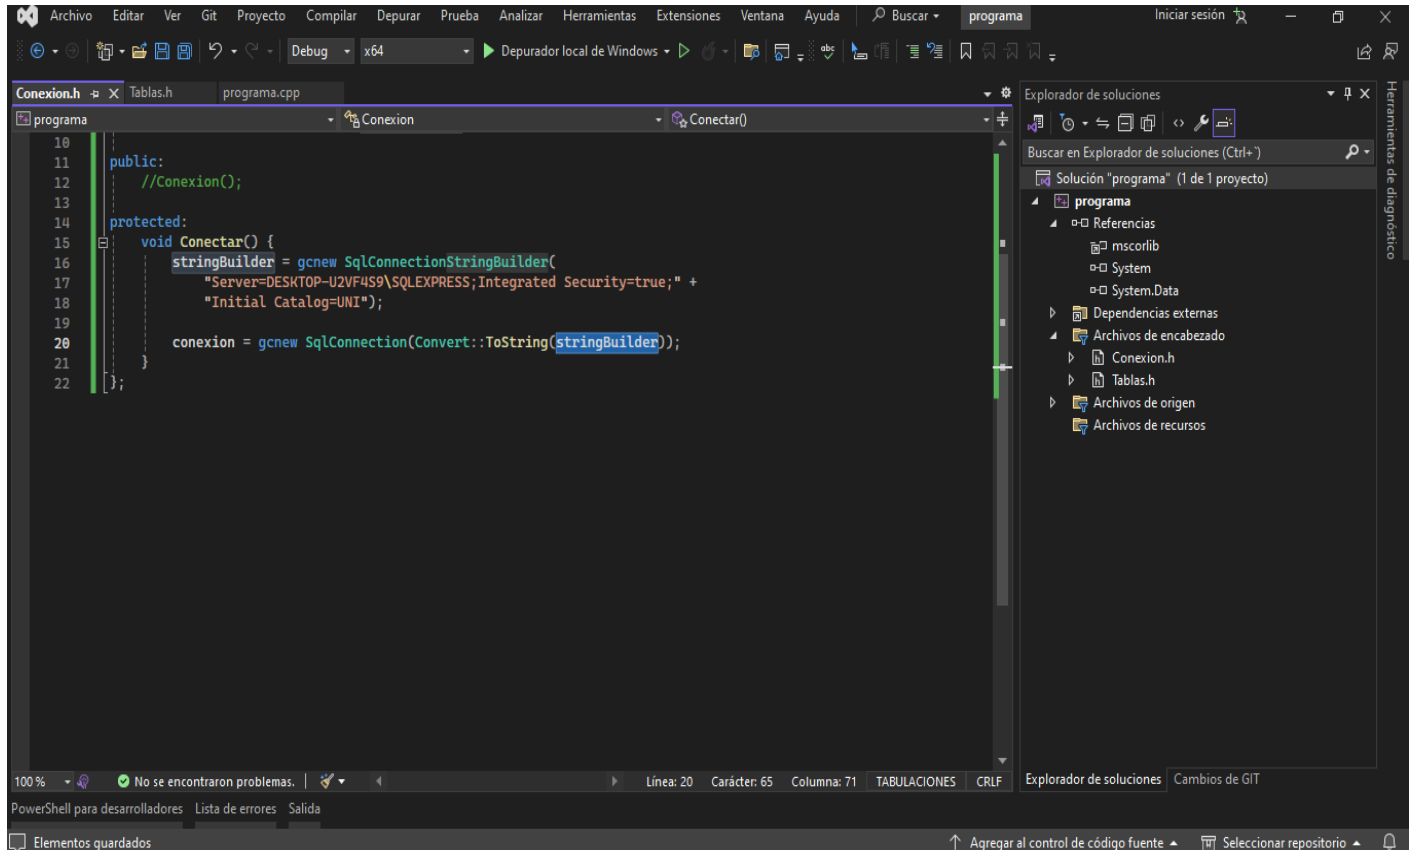 Archivo Editar Ver Git Proyecto Compilar Depurar Prueba Analizar Herramientas Extensiones Ventana Ayuda Buscar programa Iniciar sesión
Debug x64 Depurador local de Windows
Conexion.h Tablas.h programa.cpp
programa Conexion Conectar()
10
11 public:
12 //Conexion();
13
14 protected:
15 void Conectar() {
16 stringBuilder = gcnew SqlConnectionStringBuilder(
17 "Server=DESKTOP-U2VF4S9\SQLEXPRESS;Integrated Security=true;" +
18 "Initial Catalog=UNI");
19
20 conexion = gcnew SqlConnection(Convert::ToString(stringBuilder));
21 }
22 };
Explorador de soluciones
Buscar en Explorador de soluciones (Ctrl+`)
Solución "programa" (1 de 1 proyecto)
programa
Referencias
mscorlib
System
System.Data
Dependencias externas
Archivos de encabezado
Conexion.h
Tablas.h
Archivos de origen
Archivos de recursos
Herramientas de diagnóstico
100 % No se encontraron problemas. Línea: 20 Carácter: 65 Columna: 71 TABULACIONES CRLF
Explorador de soluciones Cambios de GIT
PowerShell para desarrolladores Lista de errores Salida
Elementos guardados Agregar al control de código fuente Seleccionar repositorio